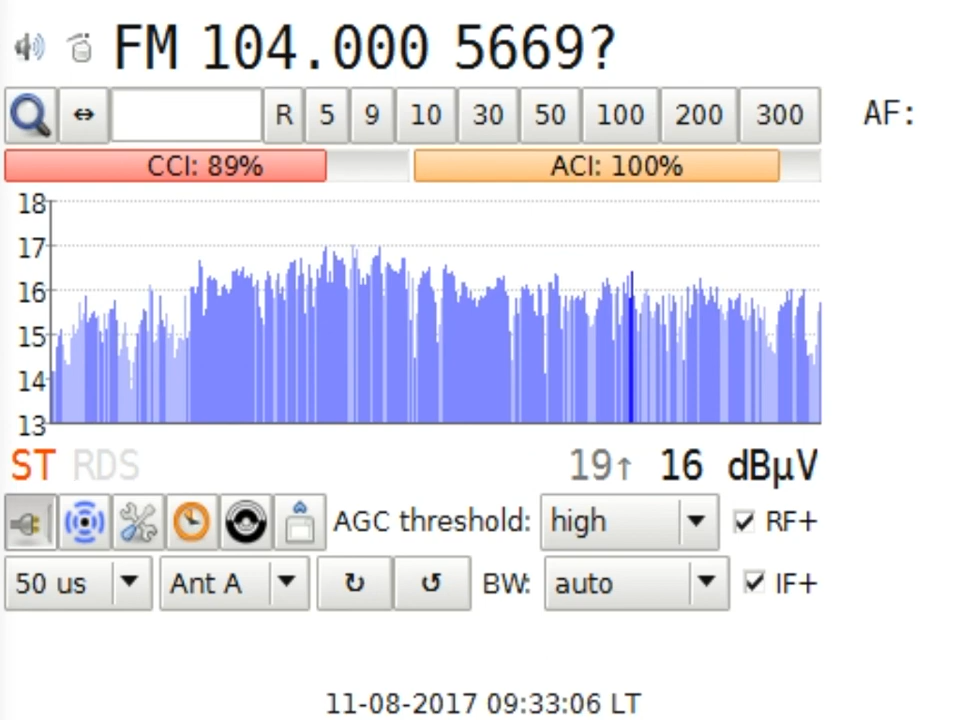 FM 104.000 5669?
↔ R 5 9 10 30 50 100 200 300 AF:
CCI: 89% ACI: 100%
18
17
16
15
14
13
ST RDS 19↑ 16 dBµV
AGC threshold: high RF+
50 us Ant A ↻ ↺ BW: auto IF+
11-08-2017 09:33:06 LT